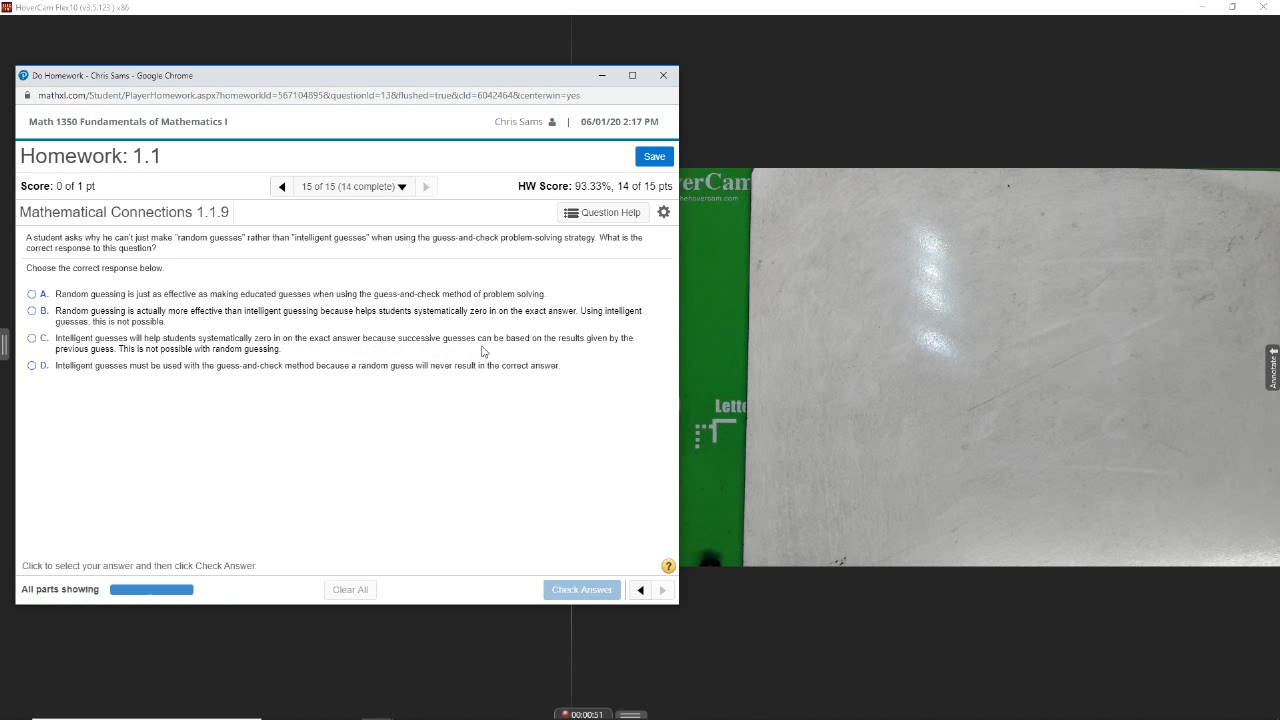 HoverCam Flex10 (v3.5.123 ) x86
Do Homework - Chris Sams - Google Chrome
mathxl.com/Student/PlayerHomework.aspx?homeworkId=567104895&questionId=13&flushed=true&cld=6042464&centerwin=yes
Math 1350 Fundamentals of Mathematics I
Chris Sams | 06/01/20 2:17 PM
Homework: 1.1
Save
Score: 0 of 1 pt
15 of 15 (14 complete)
HW Score: 93.33%, 14 of 15 pts
Mathematical Connections 1.1.9
Question Help
A student asks why he can't just make "random guesses" rather than "intelligent guesses" when using the guess-and-check problem-solving strategy. What is the
correct response to this question?
Choose the correct response below.
A. Random guessing is just as effective as making educated guesses when using the guess-and-check method of problem solving.
B. Random guessing is actually more effective than intelligent guessing because helps students systematically zero in on the exact answer. Using intelligent
guesses, this is not possible.
C. Intelligent guesses will help students systematically zero in on the exact answer because successive guesses can be based on the results given by the
previous guess. This is not possible with random guessing.
D. Intelligent guesses must be used with the guess-and-check method because a random guess will never result in the correct answer.
Click to select your answer and then click Check Answer.
?
All parts showing
Clear All
Check Answer
erCam
hehovercam.com
Lette
Annotate
00:00:51